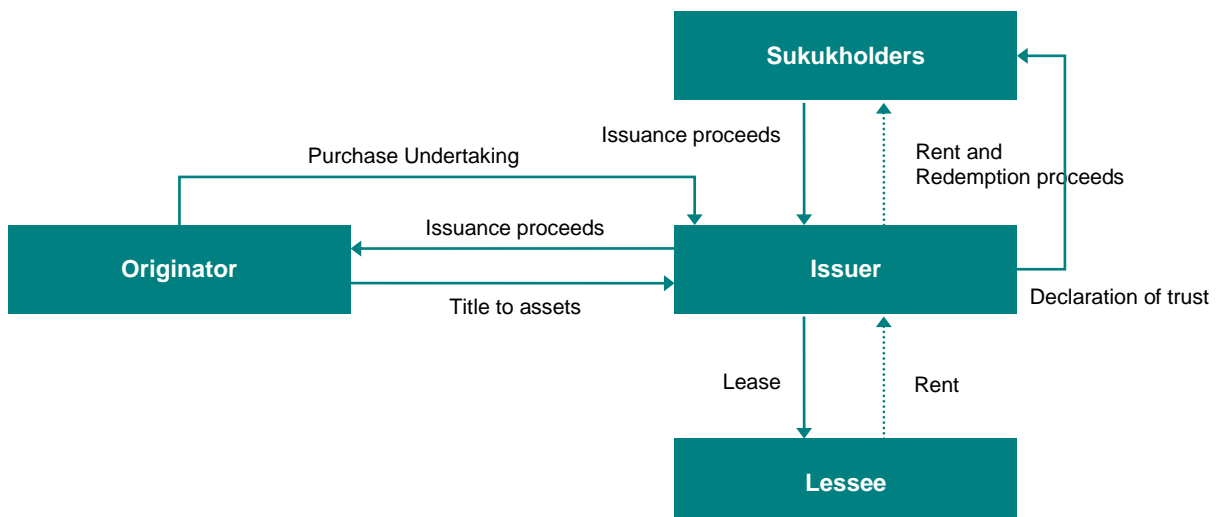 Sukukholders
Issuance proceeds
Rent and
Redemption proceeds
Purchase Undertaking
Issuance proceeds
Originator
Issuer
Title to assets
Declaration of trust
Lease
Rent
Lessee